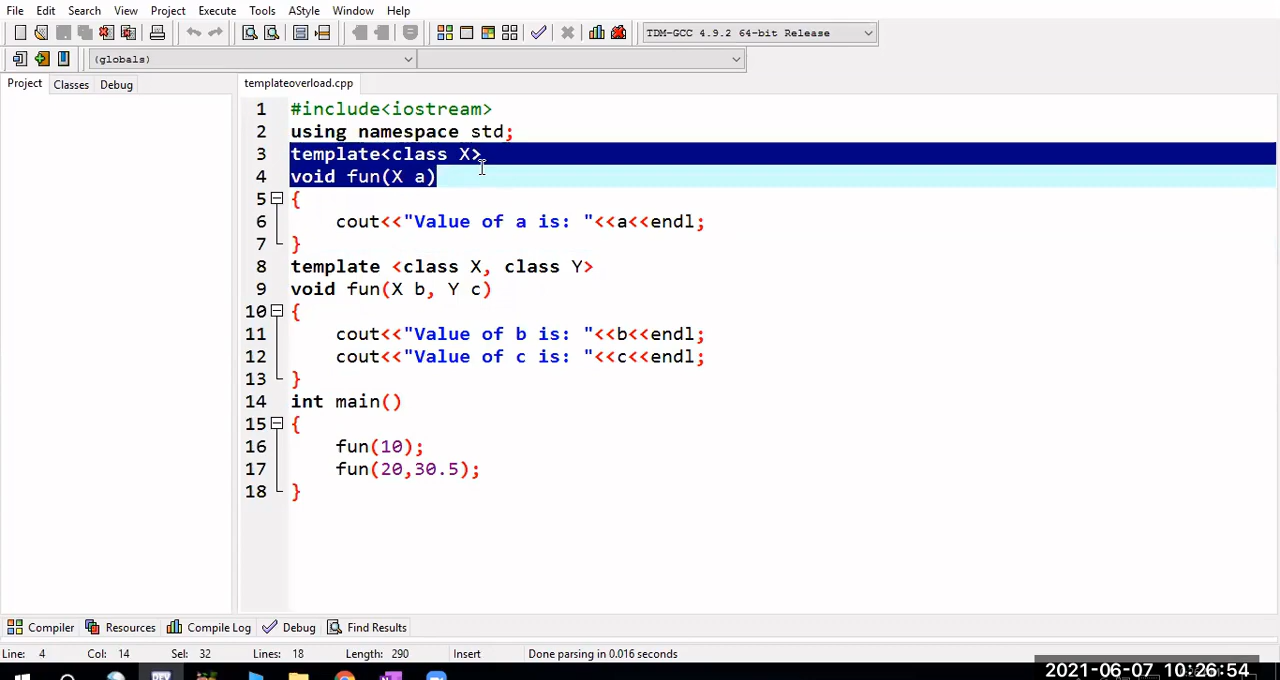 File Edit Search View Project Execute Tools AStyle Window Help
TDM-GCC 4.9.2 64-bit Release
(globals)
Project Classes Debug
templateoverload.cpp
1 #include<iostream>
2 using namespace std;
3 template<class X>
4 void fun(X a)
5 {
6 cout<<"Value of a is: "<<a<<endl;
7 }
8 template <class X, class Y>
9 void fun(X b, Y c)
10 {
11 cout<<"Value of b is: "<<b<<endl;
12 cout<<"Value of c is: "<<c<<endl;
13 }
14 int main()
15 {
16 fun(10);
17 fun(20,30.5);
18 }
Compiler Resources Compile Log Debug Find Results
Line: 4 Col: 14 Sel: 32 Lines: 18 Length: 290 Insert Done parsing in 0.016 seconds
DEV
2021-06-07 10:26:54